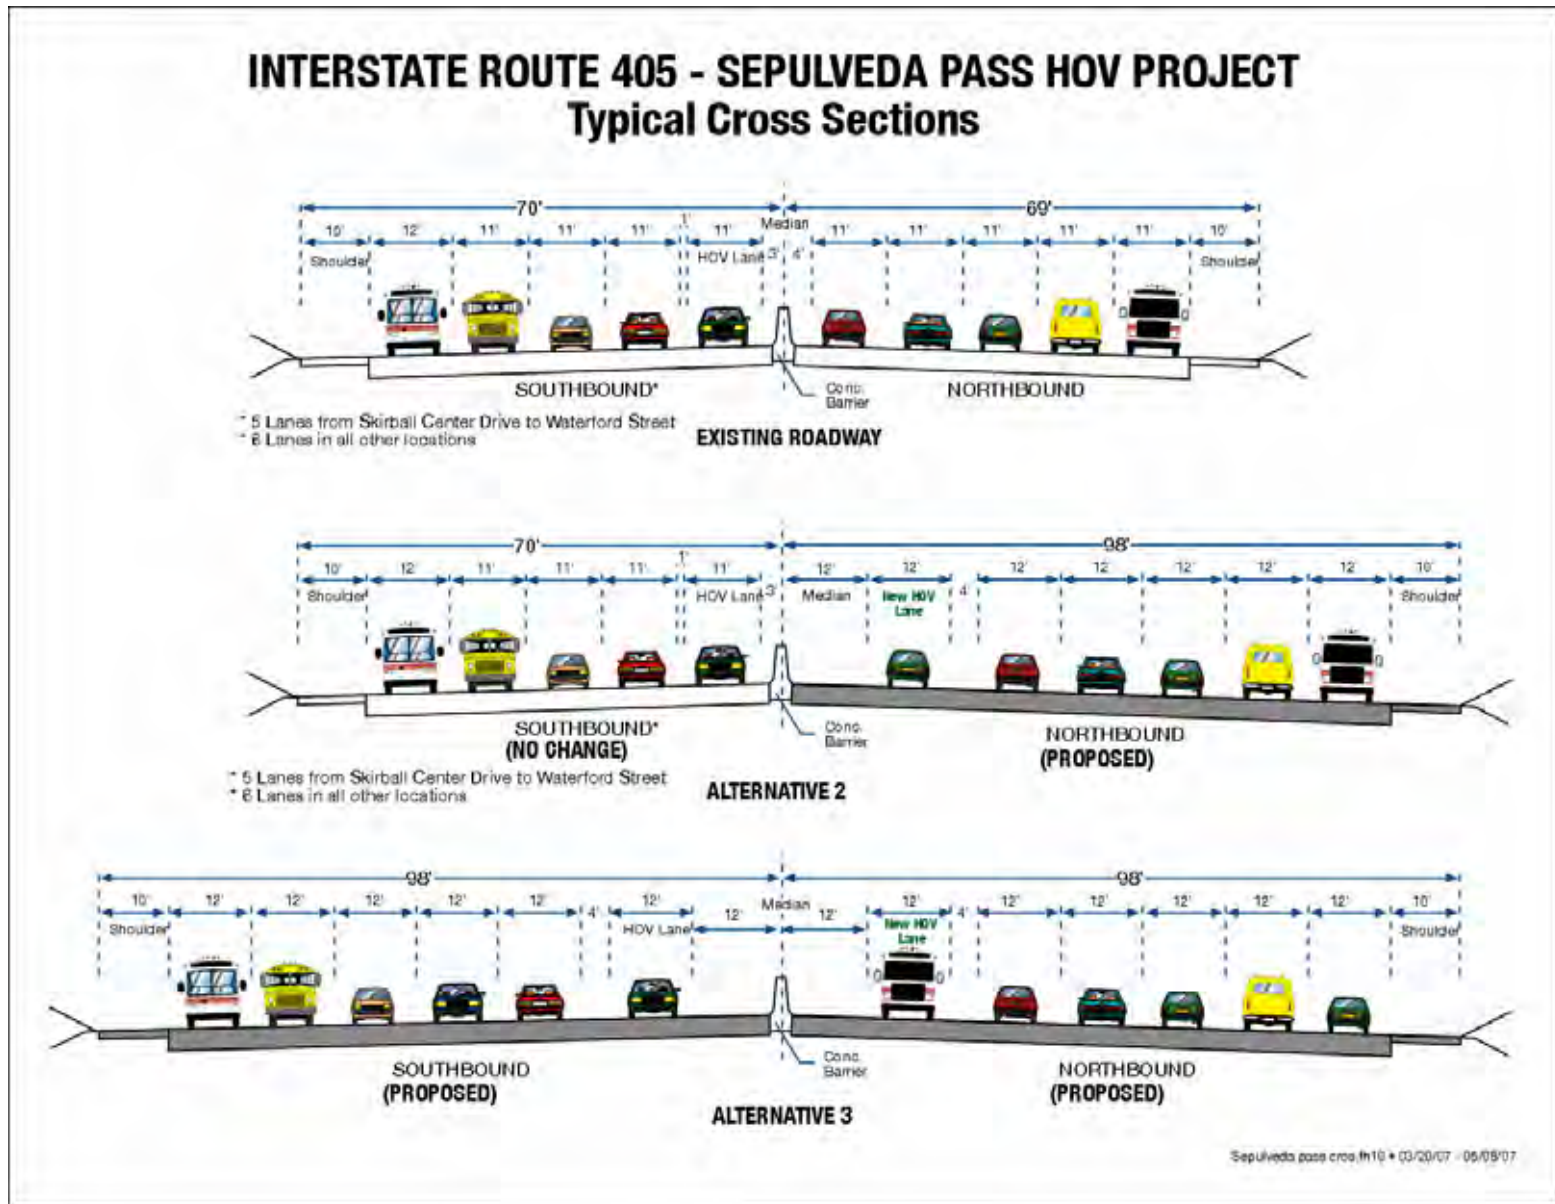 INTERSTATE ROUTE 405 - SEPULVEDA PASS HOV PROJECT
Typical Cross Sections
70' 69'
1' Median
10' 12' 11' 11' 11' 11' 11' 11' 11' 11' 11' 10'
Shoulder HOV Lane 3' 4' Shoulder
SOUTHBOUND* NORTHBOUND
Conc.
Barrier
* 5 Lanes from Skirball Center Drive to Waterford Street
* 6 Lanes in all other locations
EXISTING ROADWAY
70' 98'
1'
10' 12' 11' 11' 11' 11' 12' 12' 12' 12' 12' 12' 12 10'
Shoulder HOV Lane 3' Median New HOV 4' Shoulder
Lane
SOUTHBOUND* NORTHBOUND
(NO CHANGE) (PROPOSED)
Conc.
Barrier
* 5 Lanes from Skirball Center Drive to Waterford Street
* 6 Lanes in all other locations
ALTERNATIVE 2
98' 98'
10' 12' 12' 12' 12' 12' 4' 12' Median 12' 4' 12' 12' 12' 12' 12' 10'
Shoulder HOV Lane 12' 12' New HOV Shoulder
Lane
SOUTHBOUND NORTHBOUND
(PROPOSED) (PROPOSED)
Conc.
Barrier
ALTERNATIVE 3